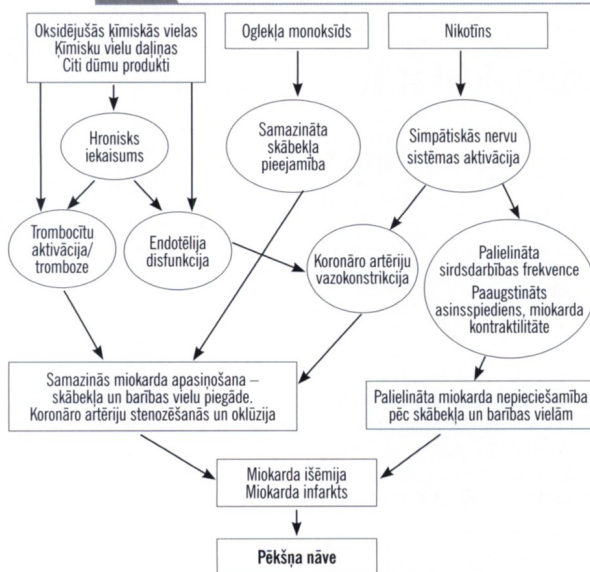 Oksidējušās ķīmiskās vielas
Ķīmisku vielu daļiņas
Citi dūmu produkti
Oglekļa monoksīds
Nikotīns
Hronisks
iekaisums
Samazināta
skābekļa
pieejamība
Simpātiskās nervu
sistēmas aktivācija
Trombocītu
aktivācija/
tromboze
Endotēlija
disfunkcija
Koronāro artēriju
vazokonstrikcija
Palielināta
sirdsdarbības frekvence
Paaugstināts
asinsspiediens, miokarda
kontraktilitāte
Samazinās miokarda apasiņošana –
skābekļa un barības vielu piegāde.
Koronāro artēriju stenozēšanās un oklūzija
Palielināta miokarda nepieciešamība
pēc skābekļa un barības vielām
Miokarda išēmija
Miokarda infarkts
Pēkšņa nāve